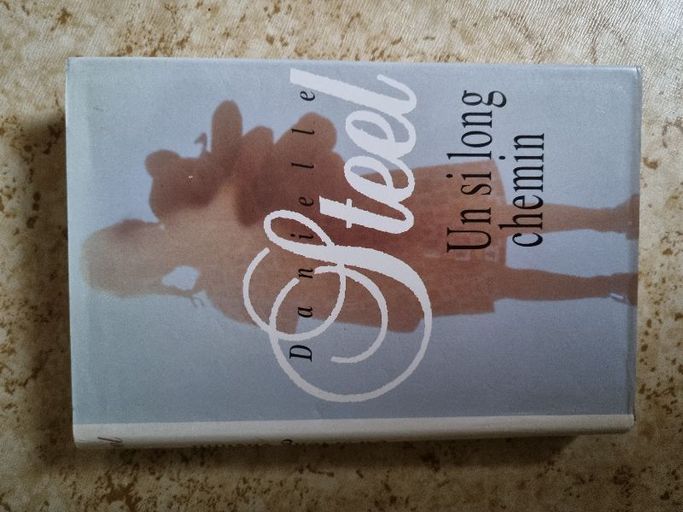 Danielle
Steel
Un si long
chemin